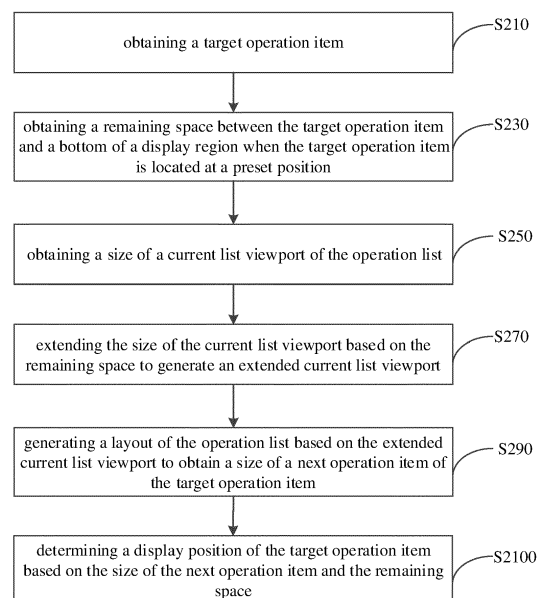 obtaining a target operation item
S210
obtaining a remaining space between the target operation item
and a bottom of a display region when the target operation item
is located at a preset position
S230
obtaining a size of a current list viewport of the operation list
S250
extending the size of the current list viewport based on the
remaining space to generate an extended current list viewport
S270
generating a layout of the operation list based on the extended
current list viewport to obtain a size of a next operation item of
the target operation item
S290
determining a display position of the target operation item
based on the size of the next operation item and the remaining
space
S2100